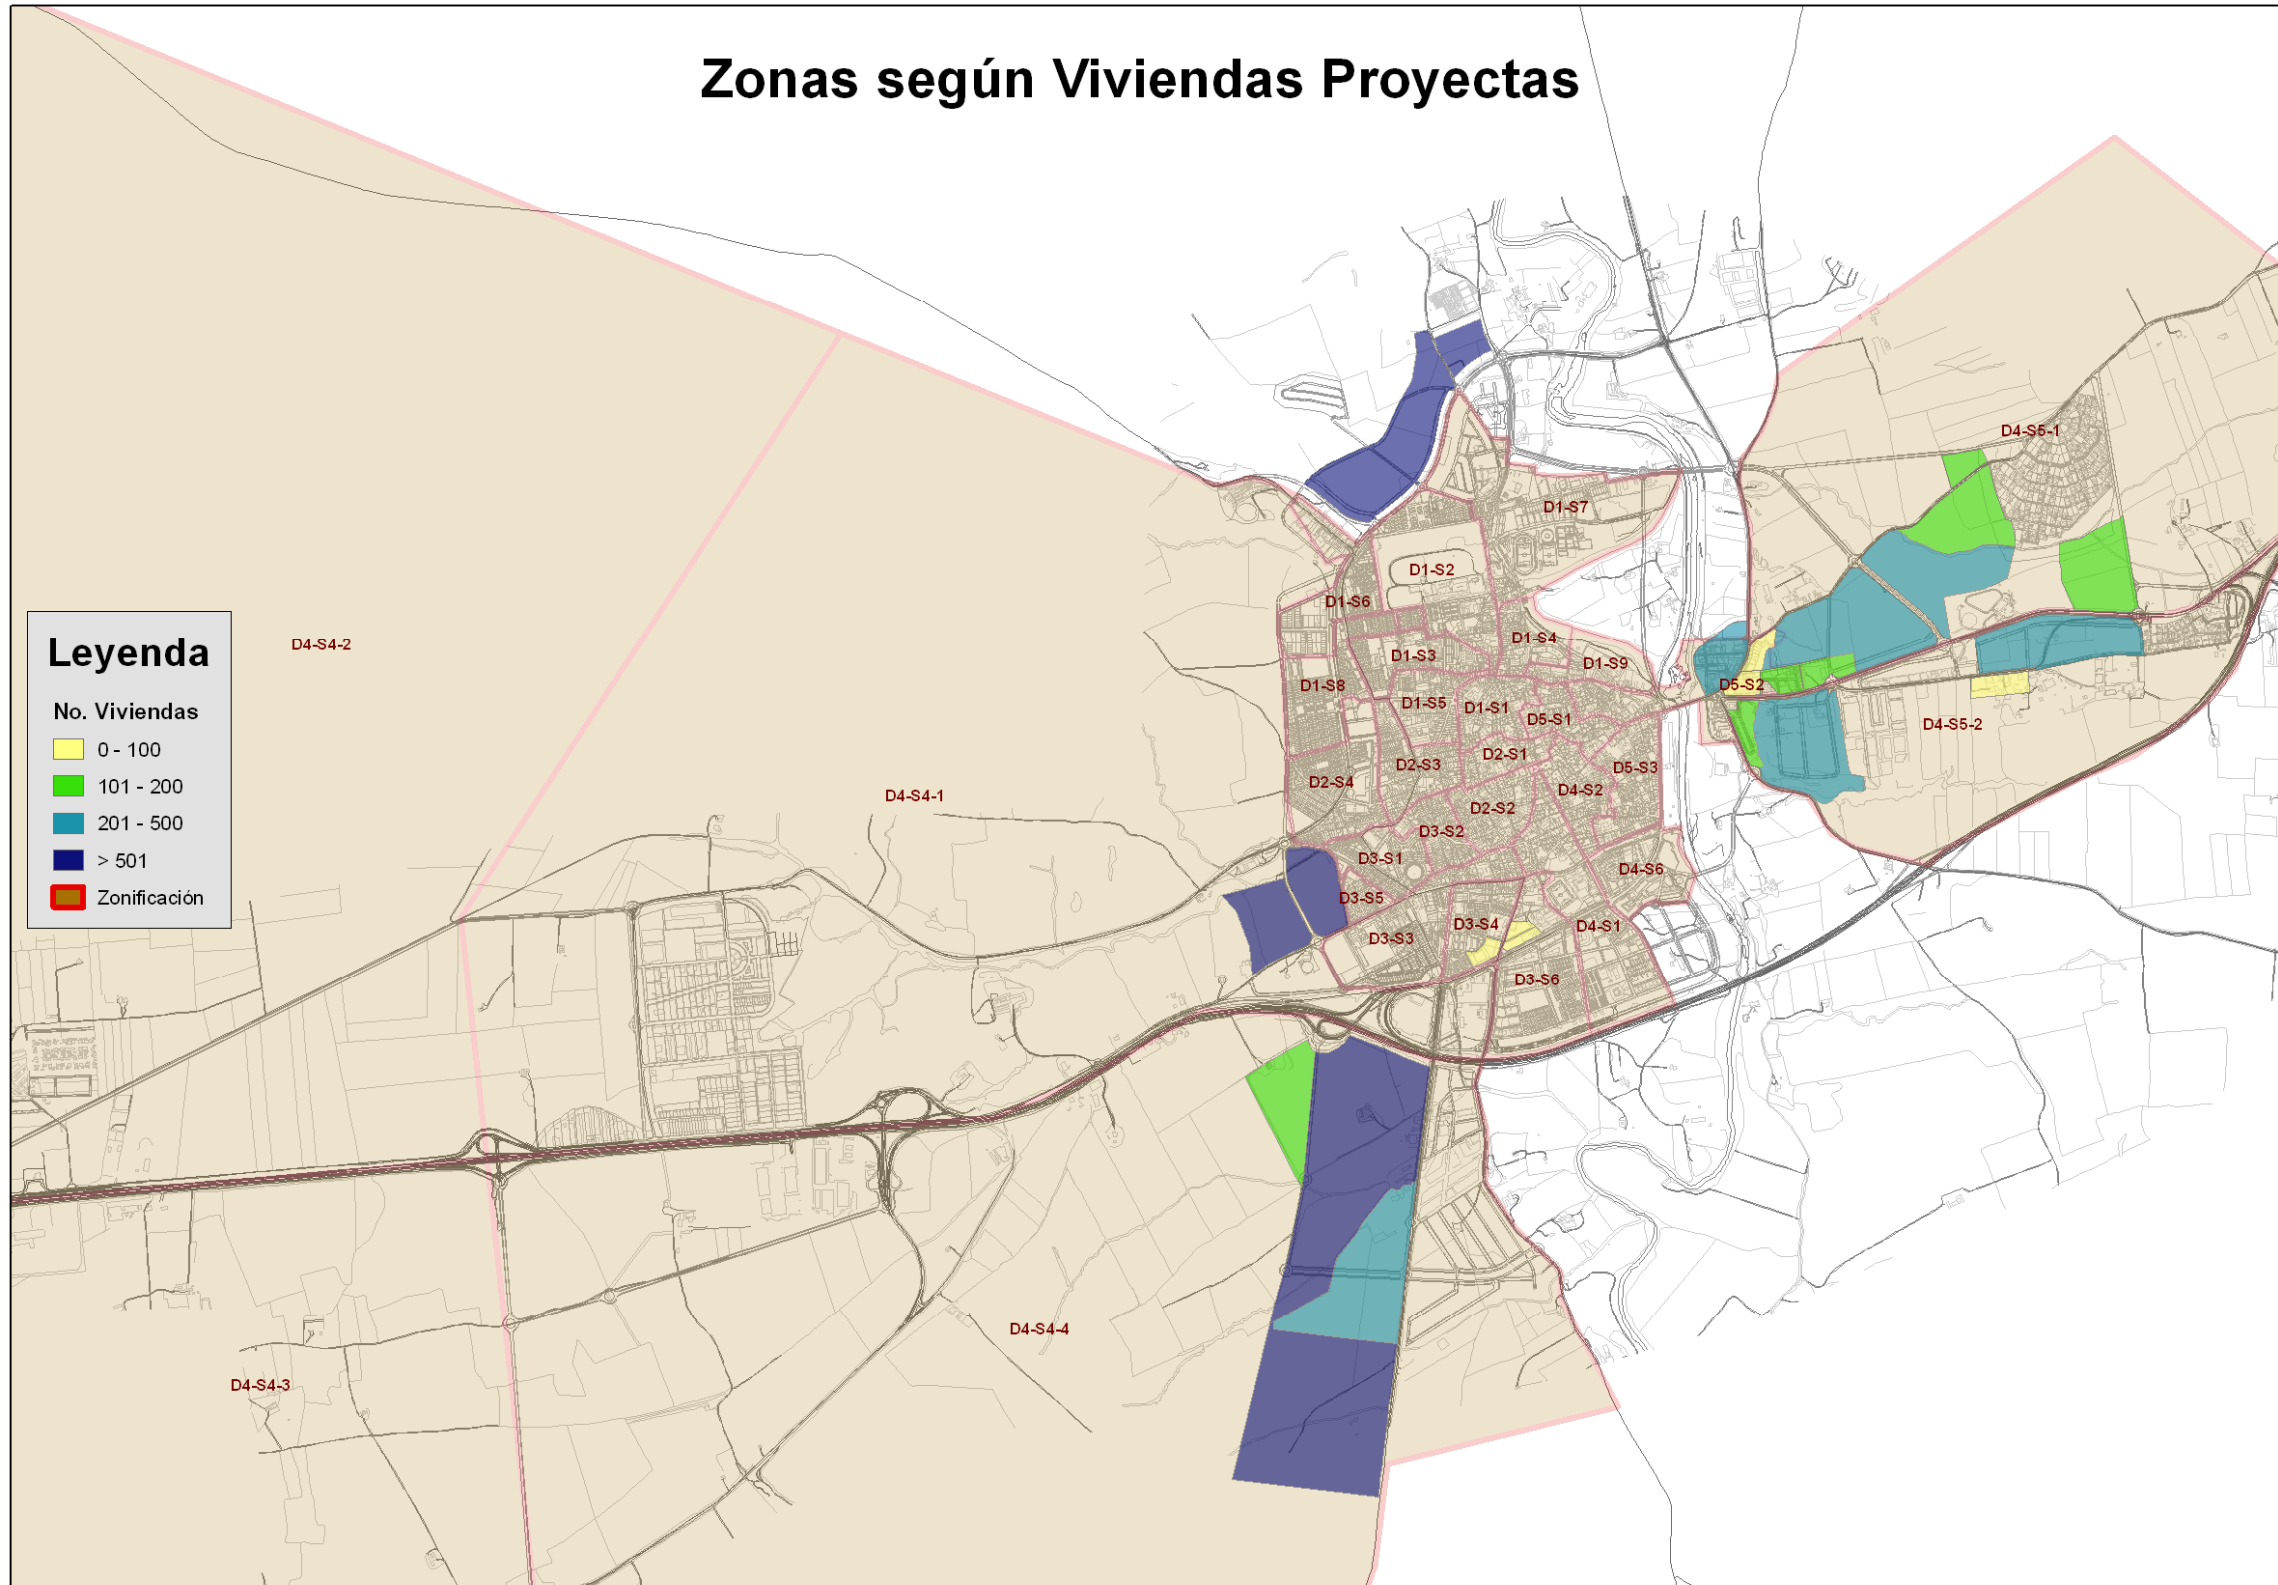 Zonas según Viviendas Proyectas
D4-S5-1
D1-S7
D1-S2
D1-S6
D1-S4
D4-S4-2
D1-S3
D1-S9
D1-S8
D5-S2
D1-S5
D1-S1
D5-S1
D4-S5-2
D2-S1
D2-S3
D5-S3
D2-S4
D4-S2
D4-S4-1
D2-S2
D3-S2
D3-S1
D4-S6
D3-S5
D3-S4
D4-S1
D3-S3
D3-S6
D4-S4-4
D4-S4-3
Leyenda
No. Viviendas
0 - 100
101 - 200
201 - 500
> 501
Zonificación